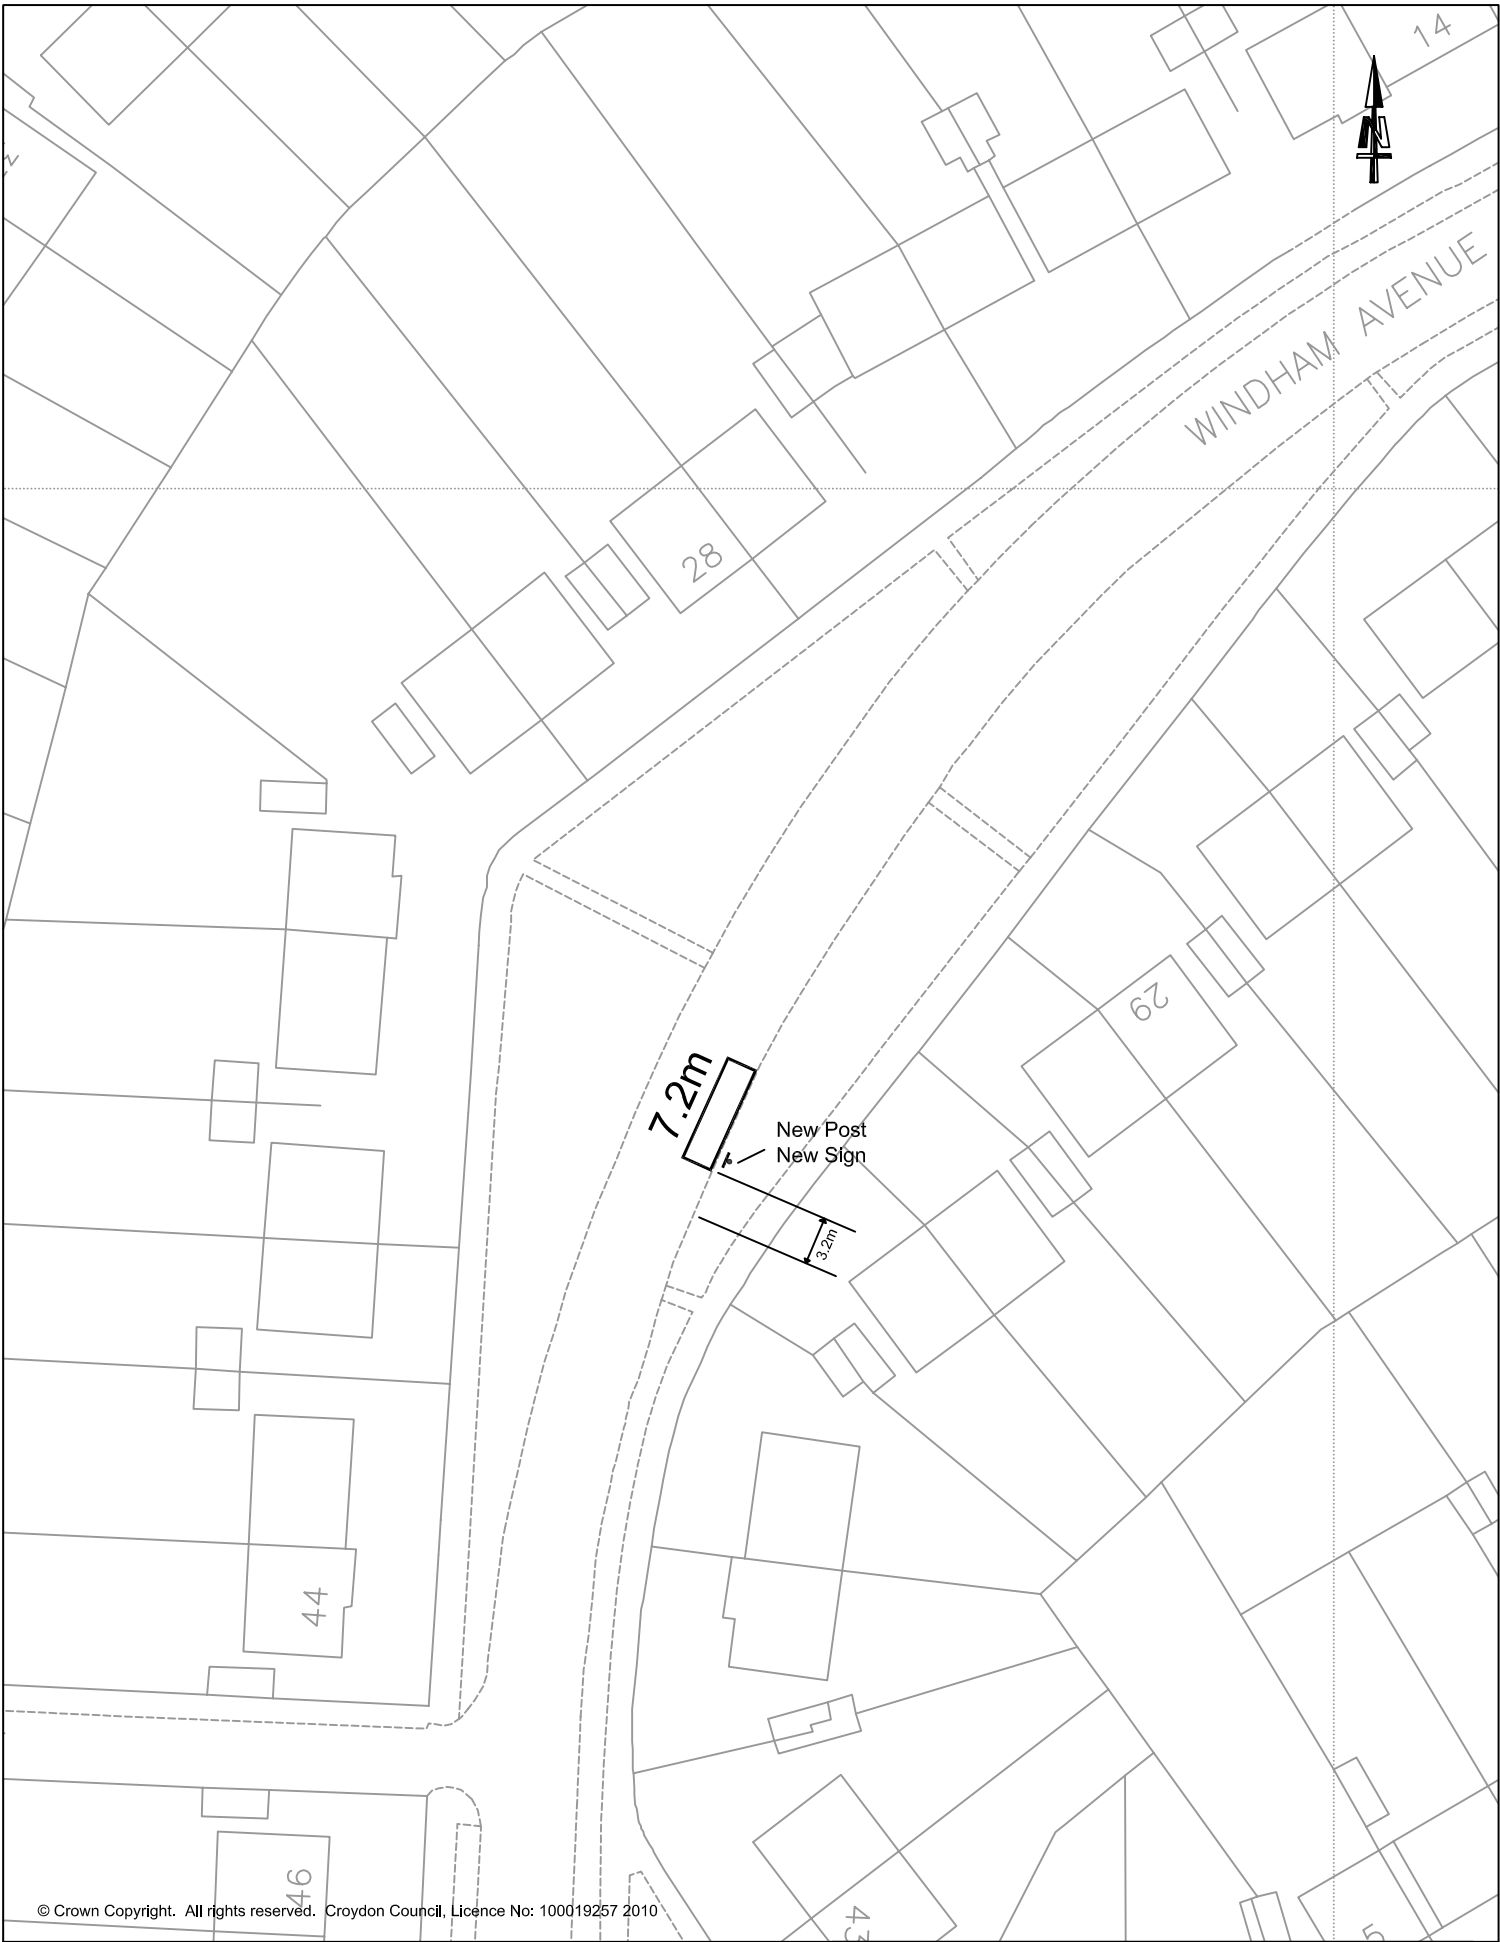 14
N
WINDHAM AVENUE
28
29
7.2m
New Post
New Sign
3.2m
44
46
43
5
© Crown Copyright. All rights reserved. Croydon Council, Licence No: 100019257 2010